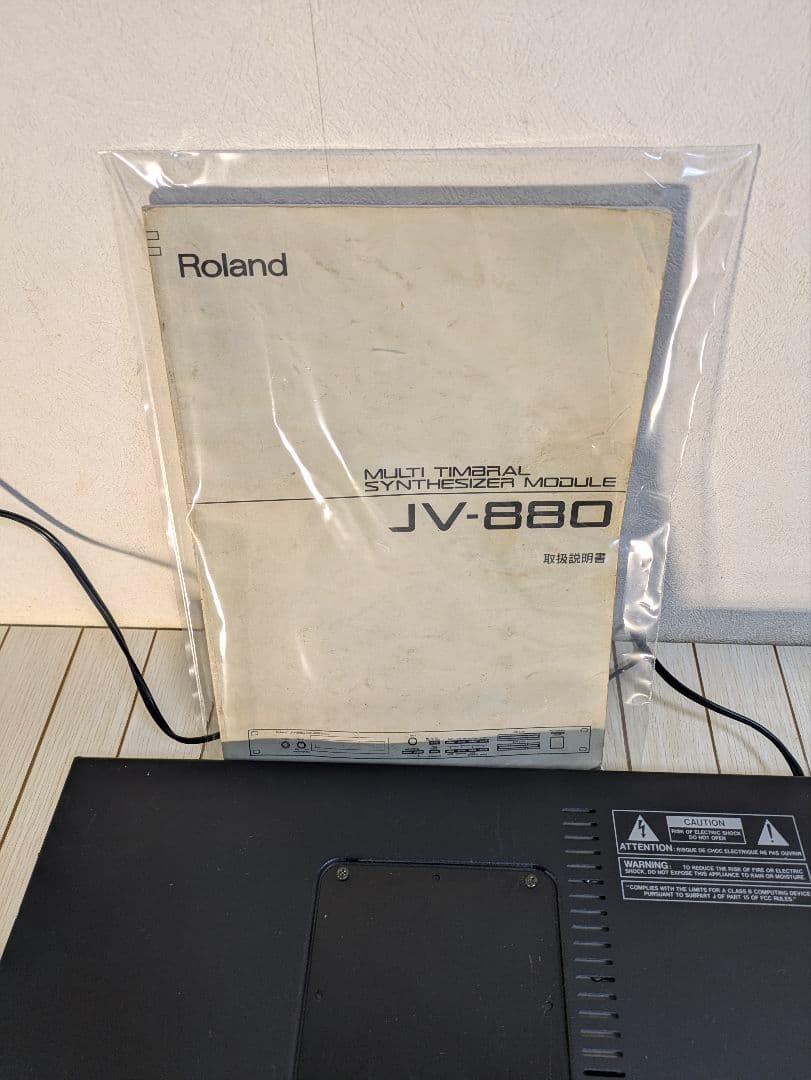 Roland
MULTI TIMBRAL
SYNTHESIZER MODULE
JV-880
取扱説明書
CAUTION
RISK OF ELECTRIC SHOCK
DO NOT OPEN
ATTENTION: RISQUE DE CHOC ELECTRIQUE NE PAS OUVRIR
WARNING: TO REDUCE THE RISK OF FIRE OR ELECTRIC
SHOCK, DO NOT EXPOSE THIS APPLIANCE TO RAIN OR MOISTURE.
"COMPLIES WITH THE LIMITS FOR A CLASS B COMPUTING DEVICE
PURSUANT TO SUBPART J OF PART 15 OF FCC RULES."